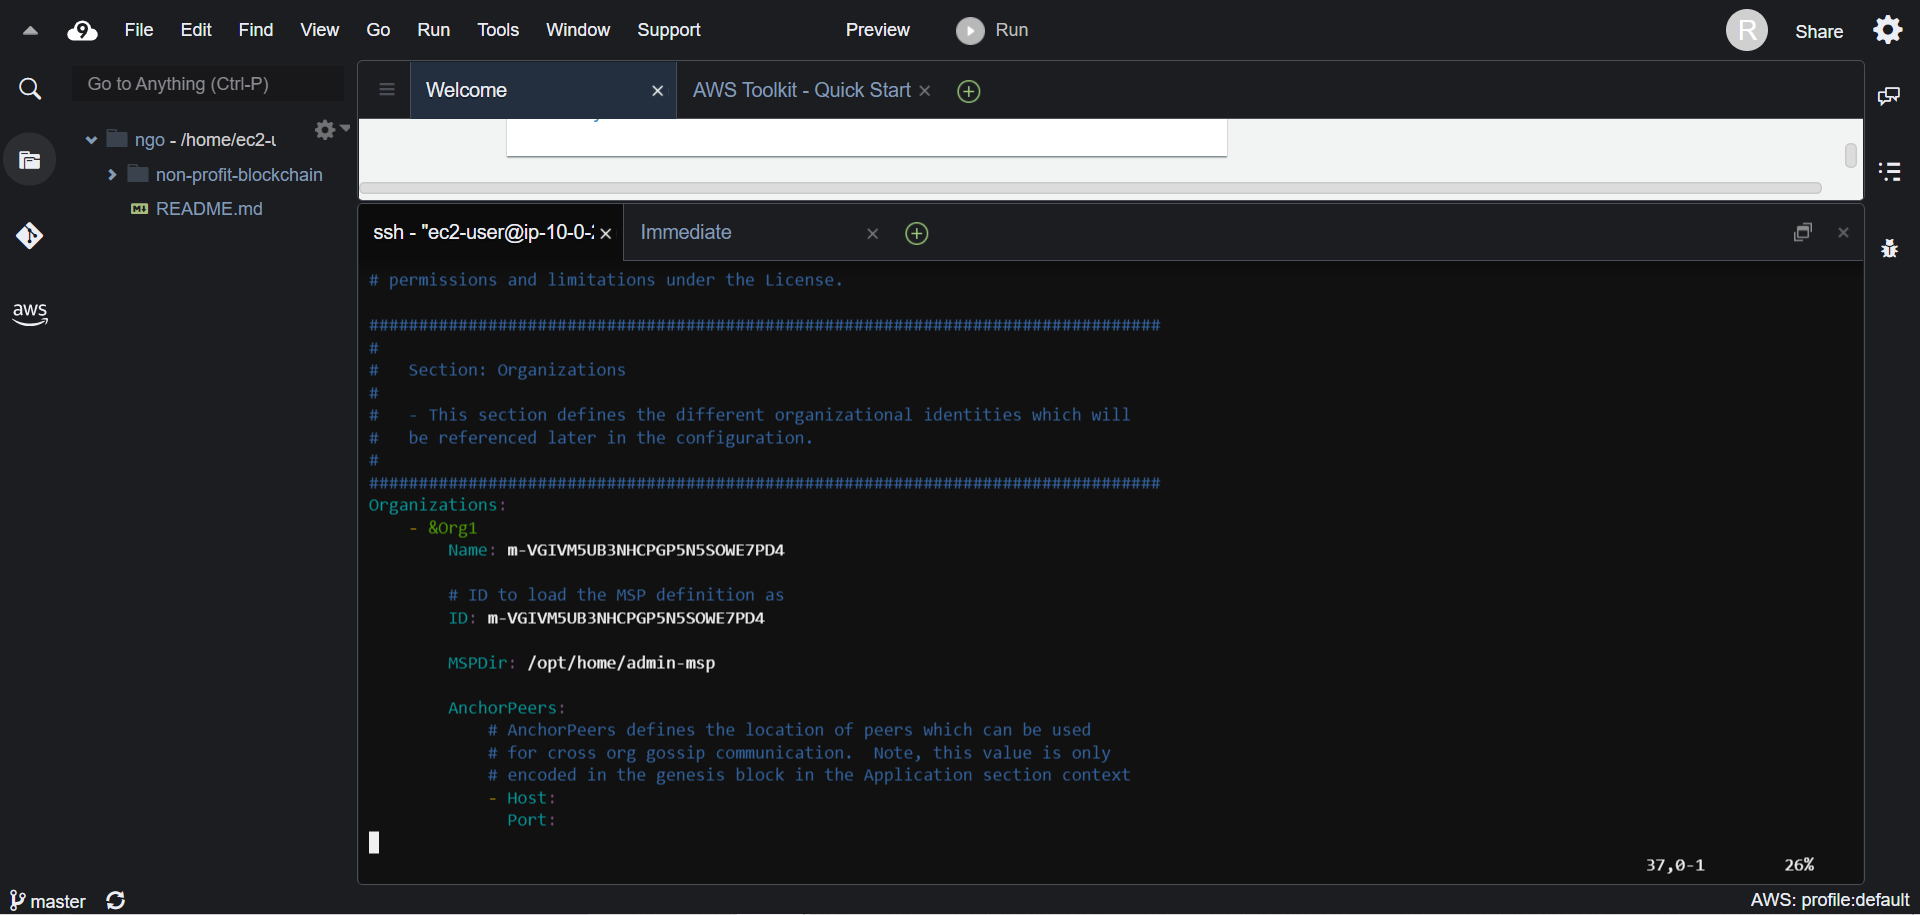 9 File Edit Find View Go Run Tools Window Support Preview Run R Share
Go to Anything (Ctrl-P)
Welcome AWS Toolkit - Quick Start
ngo - /home/ec2-
non-profit-blockchain
README.md
aws
ssh - "ec2-user@ip-10-0- Immediate
# permissions and limitations under the License.
################################################################################
#
# Section: Organizations
#
# - This section defines the different organizational identities which will
# be referenced later in the configuration.
#
################################################################################
Organizations:
- &Org1
Name: m-VGIVM5UB3NHCPGP5N5SOWE7PD4
# ID to load the MSP definition as
ID: m-VGIVM5UB3NHCPGP5N5SOWE7PD4
MSPDir: /opt/home/admin-msp
AnchorPeers:
# AnchorPeers defines the location of peers which can be used
# for cross org gossip communication. Note, this value is only
# encoded in the genesis block in the Application section context
- Host:
Port:
37,0-1 26%
master AWS: profile:default